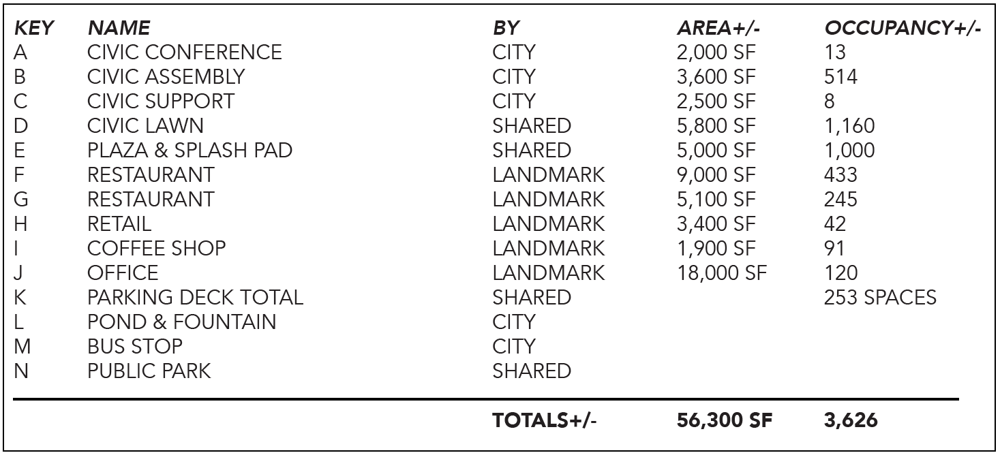 KEY NAME BY AREA+/- OCCUPANCY+/-
A CIVIC CONFERENCE CITY 2,000 SF 13
B CIVIC ASSEMBLY CITY 3,600 SF 514
C CIVIC SUPPORT CITY 2,500 SF 8
D CIVIC LAWN SHARED 5,800 SF 1,160
E PLAZA & SPLASH PAD SHARED 5,000 SF 1,000
F RESTAURANT LANDMARK 9,000 SF 433
G RESTAURANT LANDMARK 5,100 SF 245
H RETAIL LANDMARK 3,400 SF 42
I COFFEE SHOP LANDMARK 1,900 SF 91
J OFFICE LANDMARK 18,000 SF 120
K PARKING DECK TOTAL SHARED 253 SPACES
L POND & FOUNTAIN CITY
M BUS STOP CITY
N PUBLIC PARK SHARED
TOTALS+/- 56,300 SF 3,626